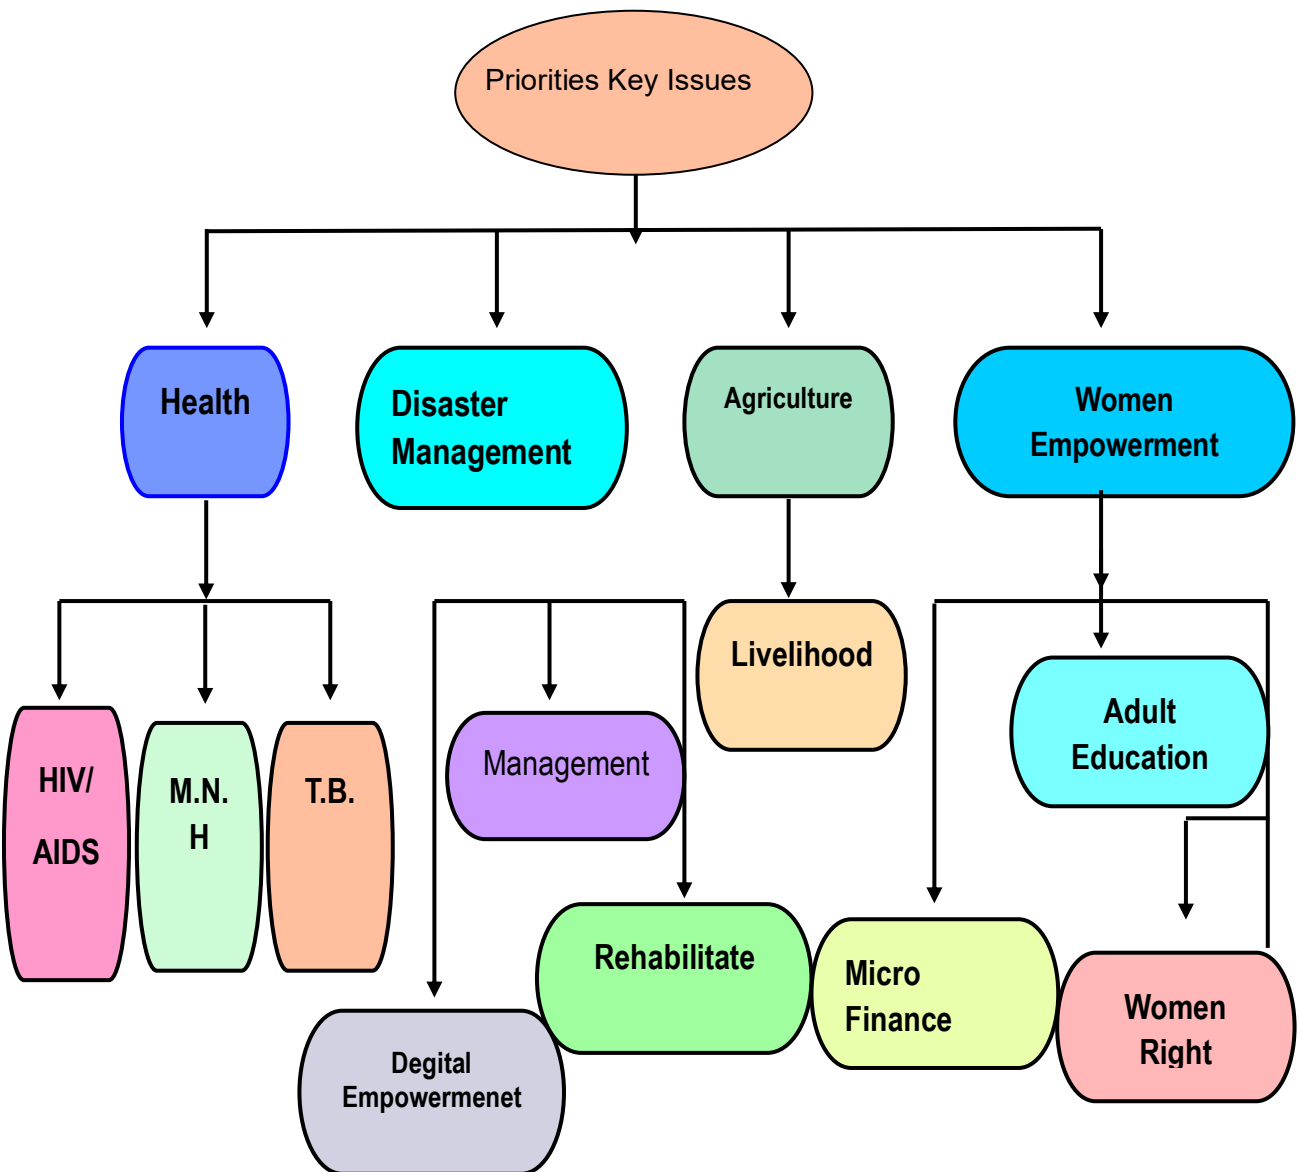 Priorities Key Issues
Health
Disaster
Management
Agriculture
Women
Empowerment
Livelihood
Adult
Education
Management
HIV/
AIDS
M.N.
H
T.B.
Rehabilitate
Micro
Finance
Women
Right
Degital
Empowermenet